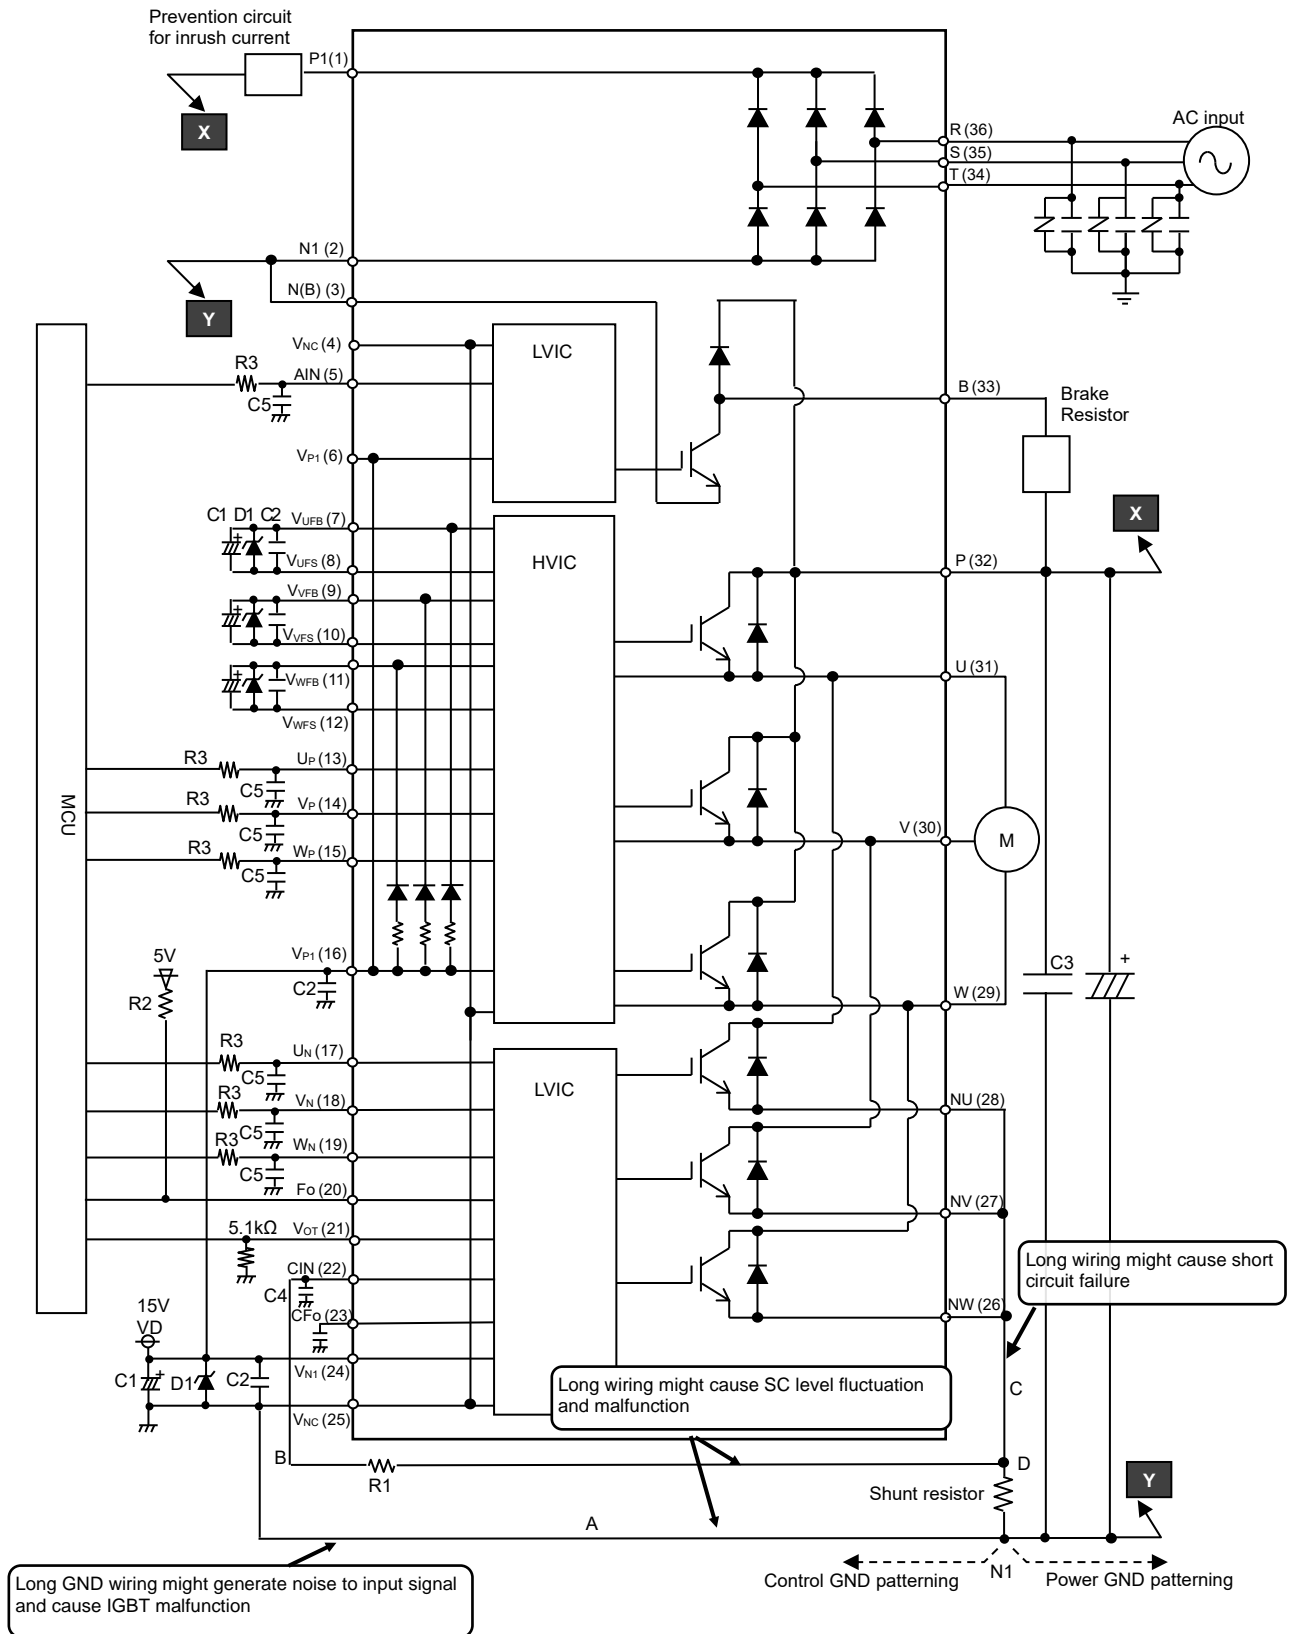 Prevention circuit
for inrush current
P1(1)
X
AC input
R (36)
S (35)
T (34)
N1 (2)
N(B) (3)
Y
VNC (4)
LVIC
R3
AIN (5)
C5
B (33)
Brake
Resistor
VP1 (6)
X
C1 D1 C2
VUFB (7)
HVIC
VUFS (8)
P (32)
VVFB (9)
VVFS (10)
U (31)
VWFB (11)
VWFS (12)
R3
UP (13)
C5
MCU
R3
VP (14)
C5
V (30)
M
R3
WP (15)
C5
5V
VP1 (16)
C3
+
R2
C2
W (29)
R3
UN (17)
C5
LVIC
R3
VN (18)
C5
NU (28)
R3
WN (19)
C5
Fo (20)
NV (27)
5.1kΩ
VOT (21)
CIN (22)
C4
Long wiring might cause short
circuit failure
CFo (23)
NW (26)
15V
VD
VN1 (24)
C1
+
D1
C2
Long wiring might cause SC level fluctuation
and malfunction
C
VNC (25)
B
R1
D
Shunt resistor
Y
A
Long GND wiring might generate noise to input signal
and cause IGBT malfunction
Control GND patterning
N1
Power GND patterning